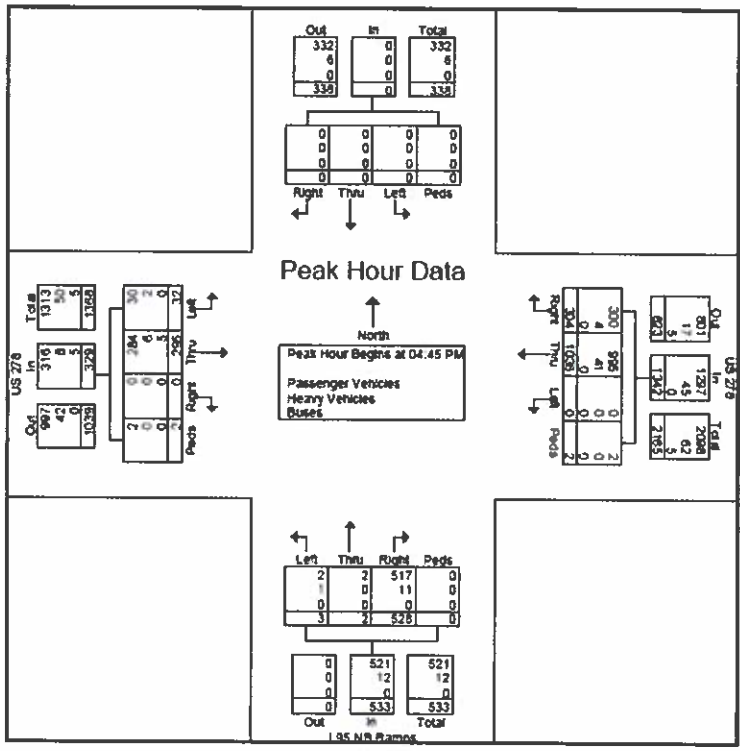 Out In Total
332 0 332
6 0 6
0 0 0
338 0 338
0 0 0 0
0 0 0 0
0 0 0 0
0 0 0 0
Right Thru Left Peds
Peak Hour Data
North
Peak Hour Begins at 04:45 PM
Passenger Vehicles
Heavy Vehicles
Buses
US 278
Total In Out
1313 316 997
50 8 42
5 5 0
1368 329 1039
Left Thru Right Peds
30 284 0 2
2 6 0 0
0 5 0 0
32 295 0 2
US 278
Out In Total
801 1297 2098
17 45 62
5 0 5
823 1342 2165
Right Thru Left Peds
300 995 0 2
4 41 0 0
0 0 0 0
304 1036 0 2
Left Thru Right Peds
2 2 517 0
1 0 11 0
0 0 0 0
3 2 528 0
0 521 521
0 12 12
0 0 0
0 533 533
Out In Total
I 95 NB Ramps